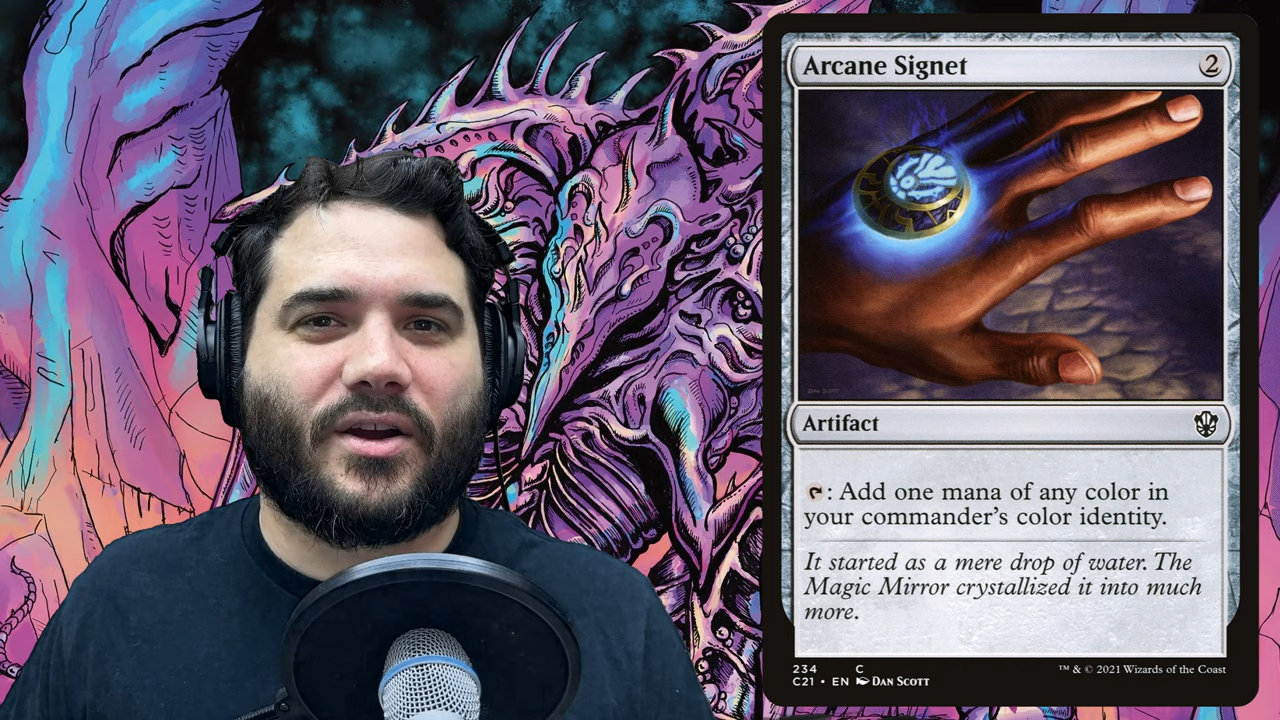 Arcane Signet 2
Artifact
: Add one mana of any color in
your commander's color identity.
It started as a mere drop of water. The
Magic Mirror crystallized it into much
more.
234 C
C21 • EN DAN SCOTT
™ & © 2021 Wizards of the Coast